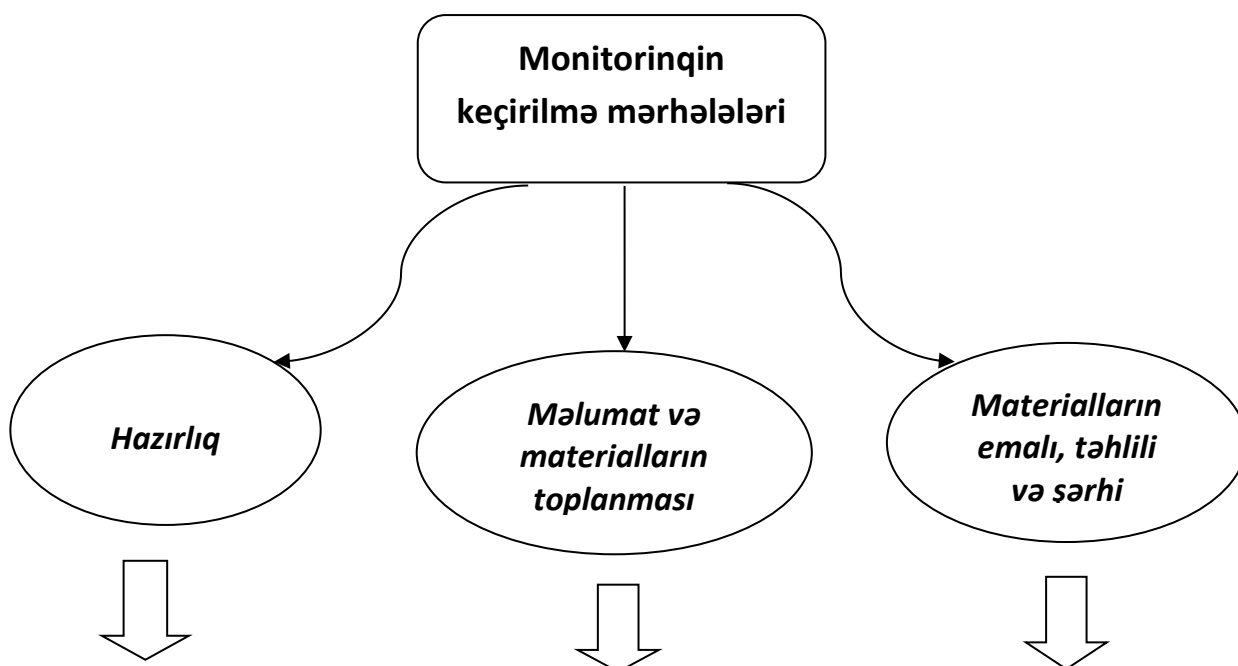 Monitorinqin
keçirilmə mərhələləri
Hazırlıq
Məlumat və
materialların
toplanması
Materialların
emalı, təhlili
və şərhi